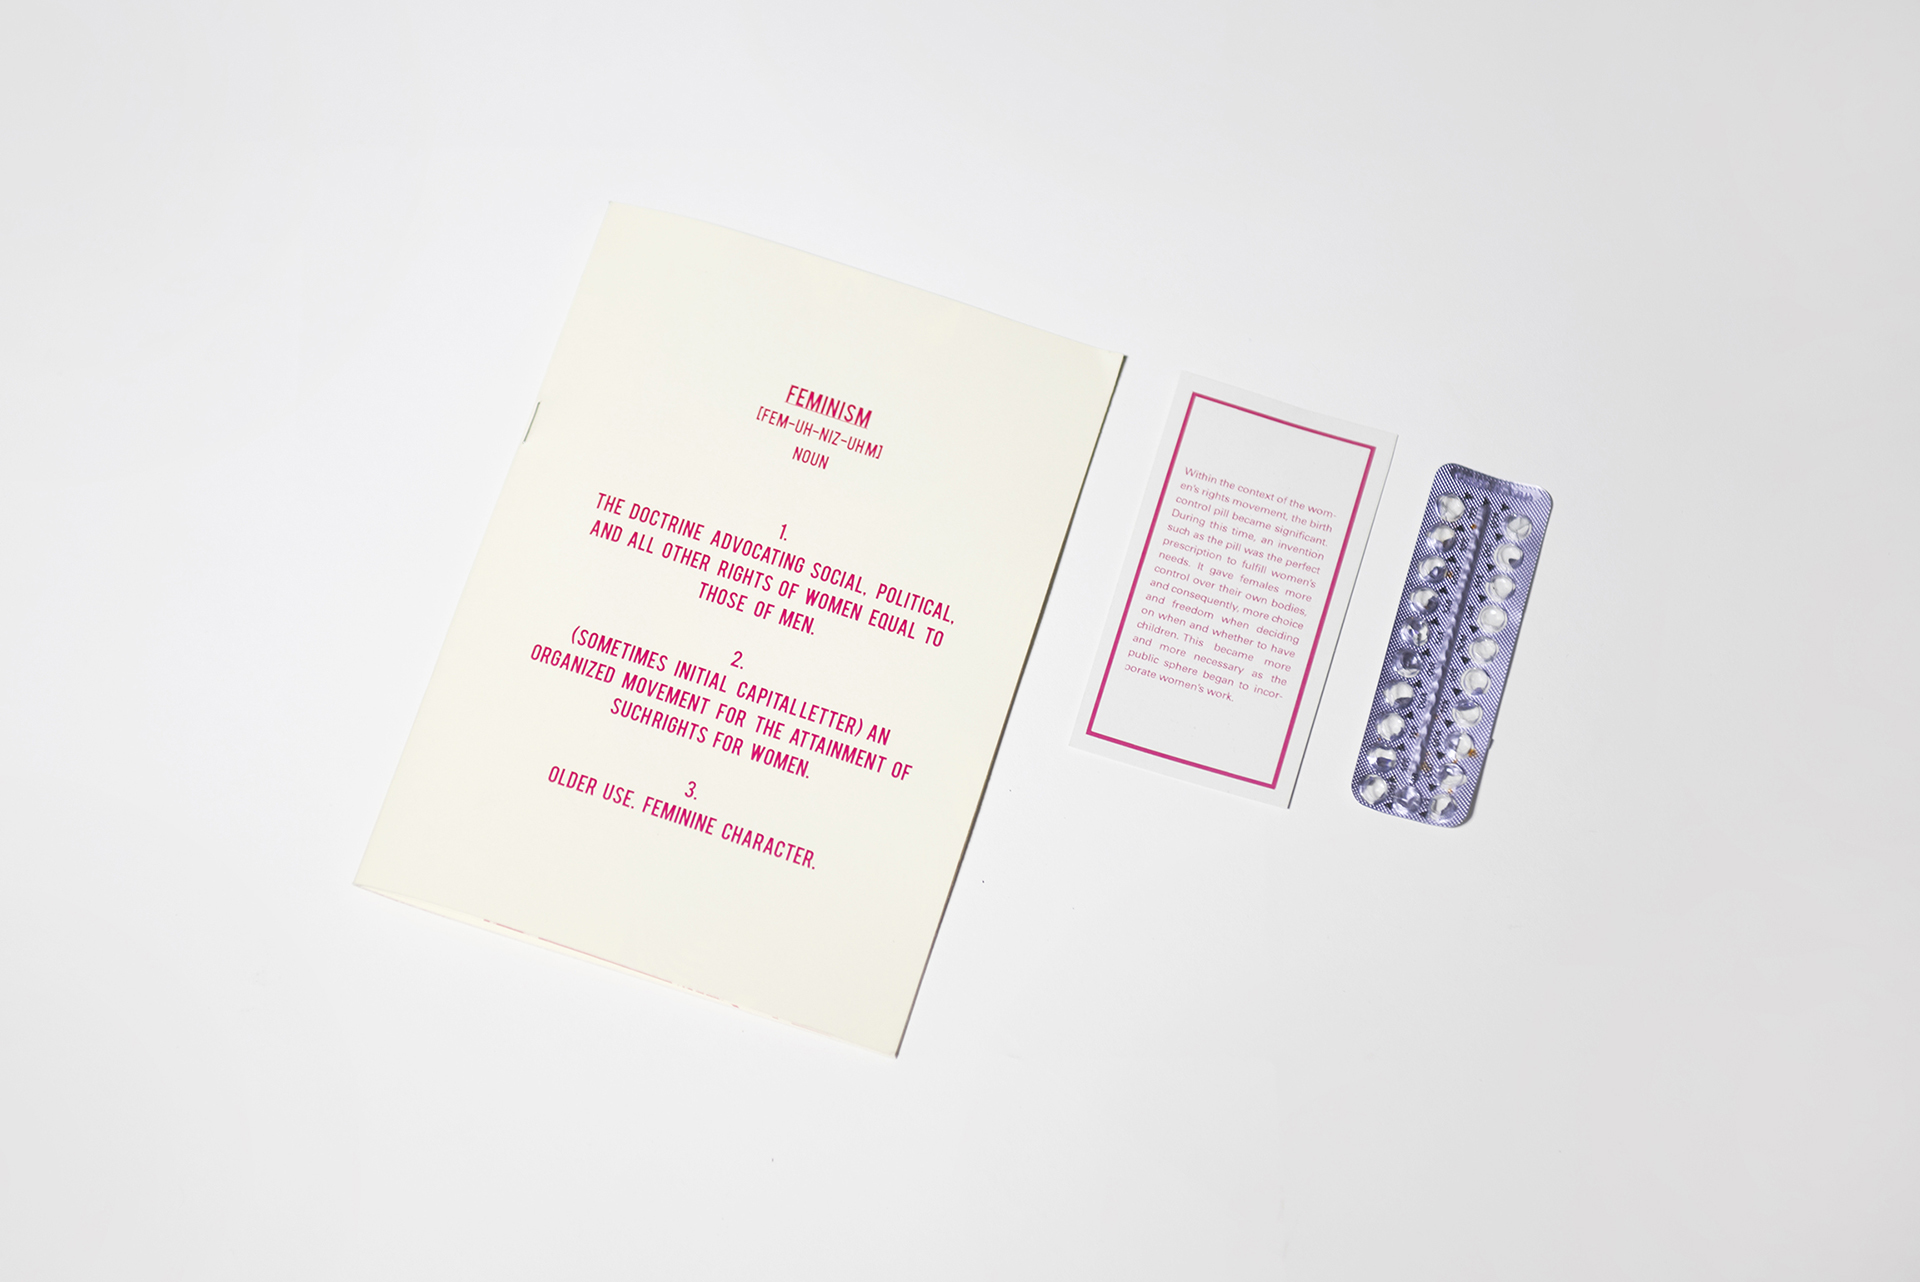 FEMINISM
[FEM-UH-NIZ-UHM]
NOUN
1.
THE DOCTRINE ADVOCATING SOCIAL, POLITICAL,
AND ALL OTHER RIGHTS OF WOMEN EQUAL TO
THOSE OF MEN.
2.
(SOMETIMES INITIAL CAPITALLETTER) AN
ORGANIZED MOVEMENT FOR THE ATTAINMENT OF
SUCHRIGHTS FOR WOMEN.
3.
OLDER USE. FEMININE CHARACTER.
Within the context of the wom-
en's rights movement, the birth
control pill became significant.
During this time, an invention
such as the pill was the perfect
prescription to fulfill women's
needs. It gave females more
control over their own bodies,
and consequently, more choice
and freedom when deciding
on when and whether to have
children. This became more
and more necessary as the
public sphere began to incor-
porate women's work.